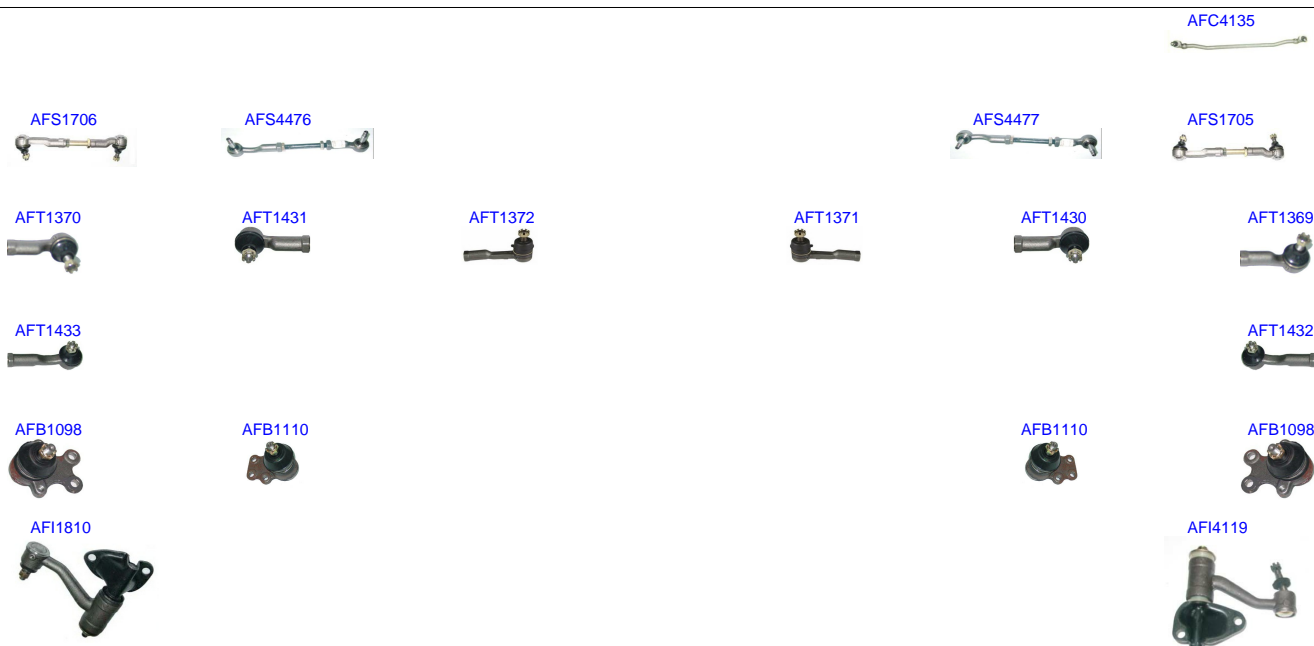 AFC4135
AFS1706 AFS4476 AFS4477 AFS1705
AFT1370 AFT1431 AFT1372 AFT1371 AFT1430 AFT1369
AFT1433 AFT1432
AFB1098 AFB1110 AFB1110 AFB1098
AFI1810 AFI4119